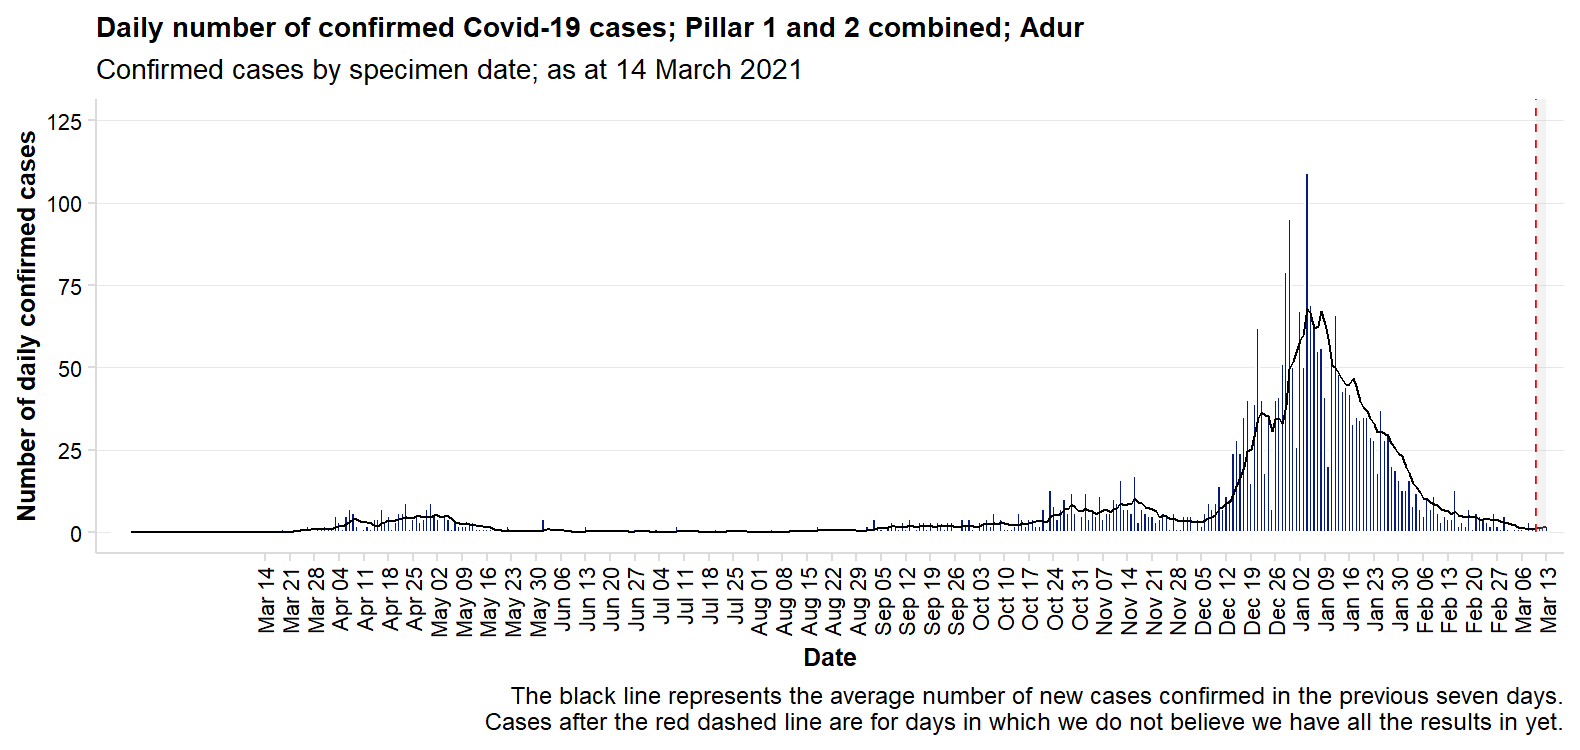 Daily number of confirmed Covid-19 cases; Pillar 1 and 2 combined; Adur
Confirmed cases by specimen date; as at 14 March 2021
Number of daily confirmed cases
125
100
75
50
25
0
Mar 14
Mar 21
Mar 28
Apr 04
Apr 11
Apr 18
Apr 25
May 02
May 09
May 16
May 23
May 30
Jun 06
Jun 13
Jun 20
Jun 27
Jul 04
Jul 11
Jul 18
Jul 25
Aug 01
Aug 08
Aug 15
Aug 22
Aug 29
Sep 05
Sep 12
Sep 19
Sep 26
Oct 03
Oct 10
Oct 17
Oct 24
Oct 31
Nov 07
Nov 14
Nov 21
Nov 28
Dec 05
Dec 12
Dec 19
Dec 26
Jan 02
Jan 09
Jan 16
Jan 23
Jan 30
Feb 06
Feb 13
Feb 20
Feb 27
Mar 06
Mar 13
Date
The black line represents the average number of new cases confirmed in the previous seven days.
Cases after the red dashed line are for days in which we do not believe we have all the results in yet.